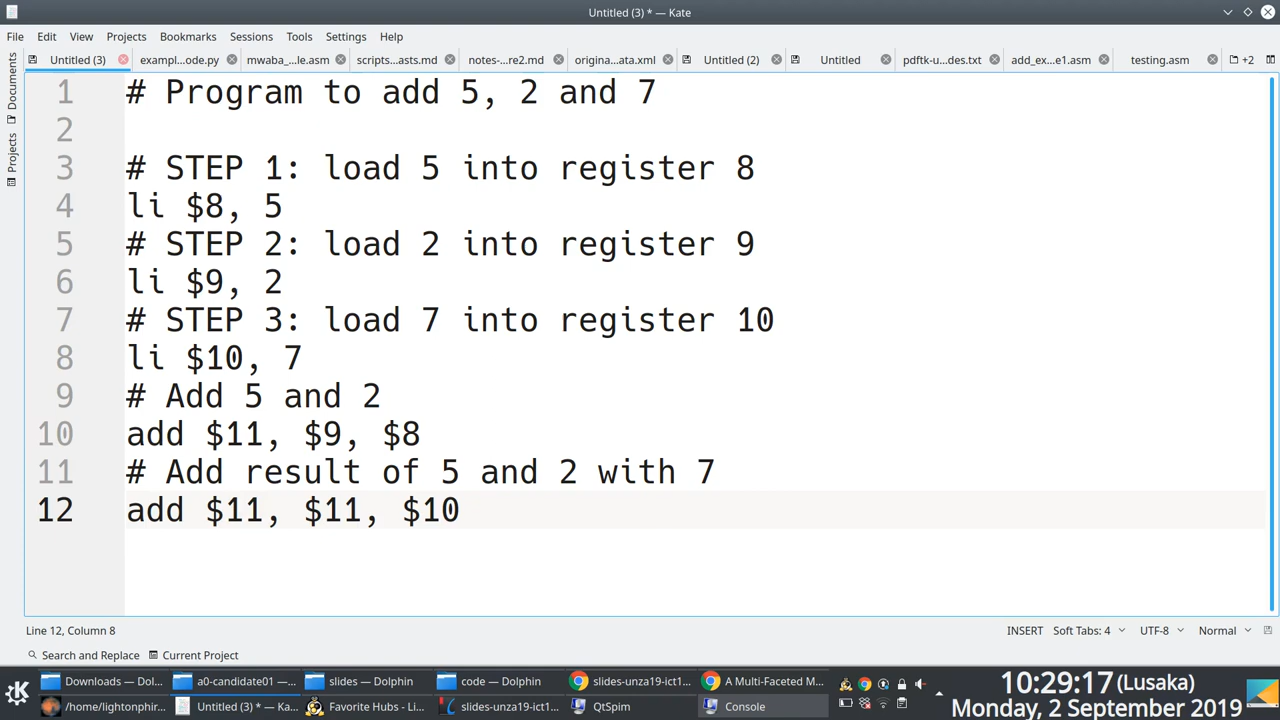 Untitled (3) * — Kate
File Edit View Projects Bookmarks Sessions Tools Settings Help
Untitled (3) exampl...ode.py mwaba_...le.asm scripts...asts.md notes-...re2.md origina...ata.xml Untitled (2) Untitled pdftk-u...des.txt add_ex...e1.asm testing.asm +2
Documents
Projects
1 # Program to add 5, 2 and 7
2
3 # STEP 1: load 5 into register 8
4 li $8, 5
5 # STEP 2: load 2 into register 9
6 li $9, 2
7 # STEP 3: load 7 into register 10
8 li $10, 7
9 # Add 5 and 2
10 add $11, $9, $8
11 # Add result of 5 and 2 with 7
12 add $11, $11, $10
Line 12, Column 8 INSERT Soft Tabs: 4 UTF-8 Normal
Search and Replace Current Project
Downloads — Dol... a0-candidate01 —... slides — Dolphin code — Dolphin slides-unza19-ict1... A Multi-Faceted M... 10:29:17 (Lusaka)
/home/lightonphir... Untitled (3) * — Ka... Favorite Hubs - Li... slides-unza19-ict1... QtSpim Console Monday, 2 September 2019